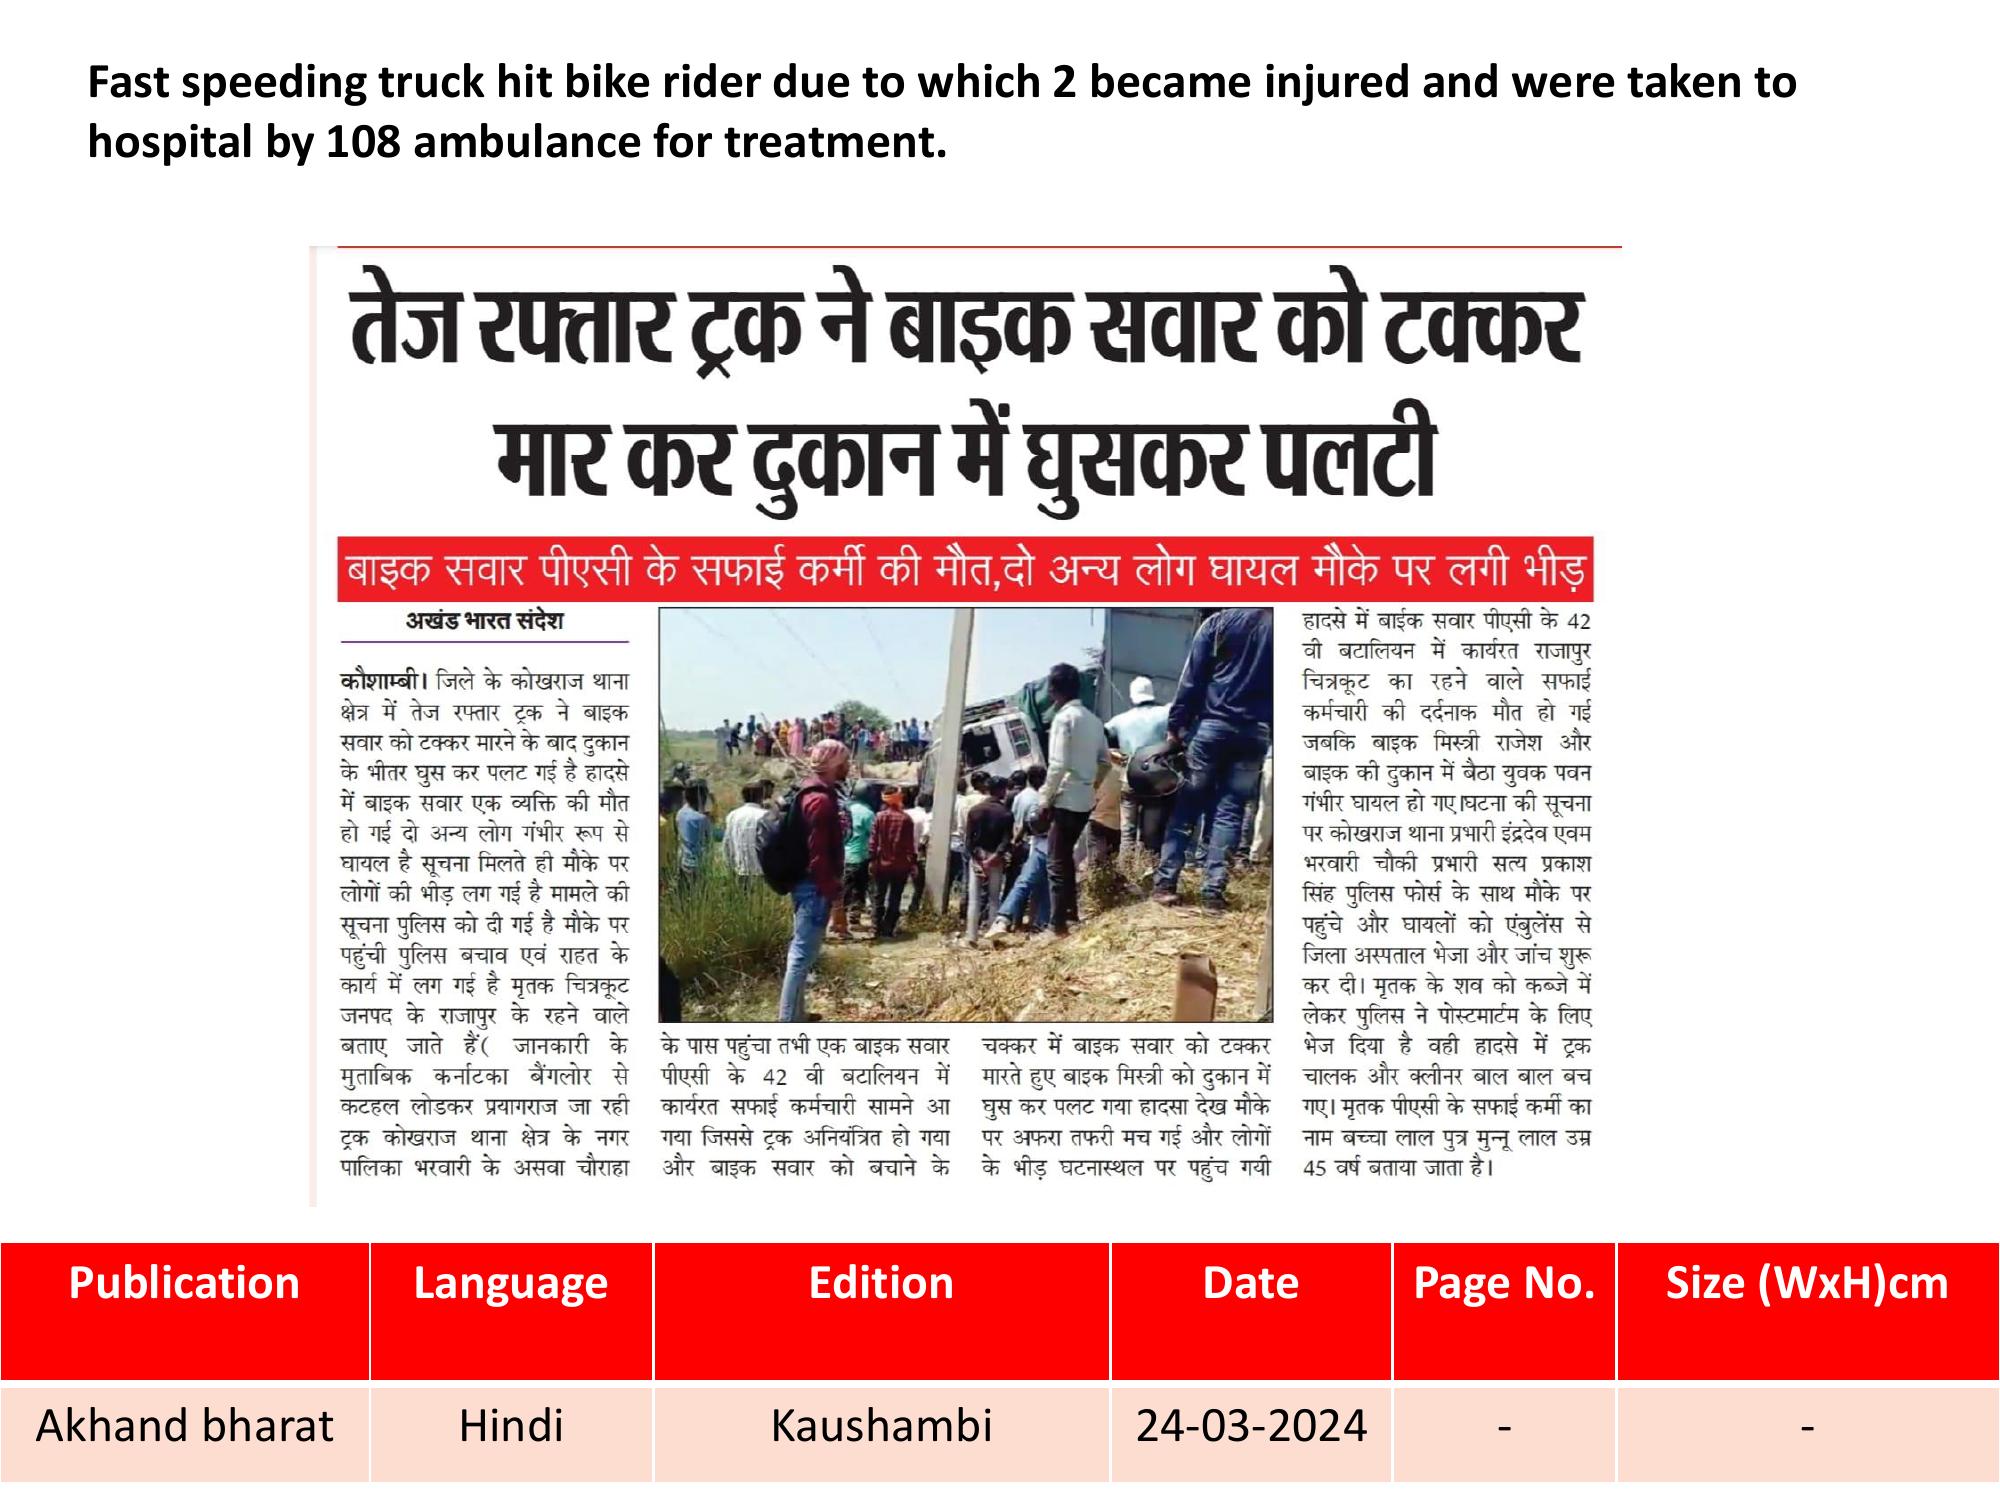 Fast speeding truck hit bike rider due to which 2 became injured and were taken to
hospital by 108 ambulance for treatment.
तेज रफ्तार ट्रक ने बाइक सवार को टक्कर
मार कर दुकान में घुसकर पलटी
बाइक सवार पीएसी के सफाई कर्मी की मौत,दो अन्य लोग घायल मौके पर लगी भीड़
अखंड भारत संदेश
कौशाम्बी। जिले के कोखराज थाना
क्षेत्र में तेज रफ्तार ट्रक ने बाइक
सवार को टक्कर मारने के बाद दुकान
के भीतर घुस कर पलट गई है हादसे
में बाइक सवार एक व्यक्ति की मौत
हो गई दो अन्य लोग गंभीर रूप से
घायल है सूचना मिलते ही मौके पर
लोगों की भीड़ लग गई है मामले की
सूचना पुलिस को दी गई है मौके पर
पहुंची पुलिस बचाव एवं राहत के
कार्य में लग गई है मृतक चित्रकूट
जनपद के राजापुर के रहने वाले
बताए जाते हैं( जानकारी के
मुताबिक कर्नाटका बैंगलोर से
कटहल लोडकर प्रयागराज जा रही
ट्रक कोखराज थाना क्षेत्र के नगर
पालिका भरवारी के असवा चौराहा
के पास पहुंचा तभी एक बाइक सवार
पीएसी के 42 वी बटालियन में
कार्यरत सफाई कर्मचारी सामने आ
गया जिससे ट्रक अनियंत्रित हो गया
और बाइक सवार को बचाने के
चक्कर में बाइक सवार को टक्कर
मारते हुए बाइक मिस्त्री को दुकान में
घुस कर पलट गया हादसा देख मौके
पर अफरा तफरी मच गई और लोगों
के भीड़ घटनास्थल पर पहुंच गयी
हादसे में बाईक सवार पीएसी के 42
वी बटालियन में कार्यरत राजापुर
चित्रकूट का रहने वाले सफाई
कर्मचारी की दर्दनाक मौत हो गई
जबकि बाइक मिस्त्री राजेश और
बाइक की दुकान में बैठा युवक पवन
गंभीर घायल हो गए।घटना की सूचना
पर कोखराज थाना प्रभारी इंद्रदेव एवम
भरवारी चौकी प्रभारी सत्य प्रकाश
सिंह पुलिस फोर्स के साथ मौके पर
पहुंचे और घायलों को एंबुलेंस से
जिला अस्पताल भेजा और जांच शुरू
कर दी। मृतक के शव को कब्जे में
लेकर पुलिस ने पोस्टमार्टम के लिए
भेज दिया है वही हादसे में ट्रक
चालक और क्लीनर बाल बाल बच
गए। मृतक पीएसी के सफाई कर्मी का
नाम बच्चा लाल पुत्र मुन्नू लाल उम्र
45 वर्ष बताया जाता है।
Publication Language Edition Date Page No. Size (WxH)cm
Akhand bharat Hindi Kaushambi 24-03-2024 - -